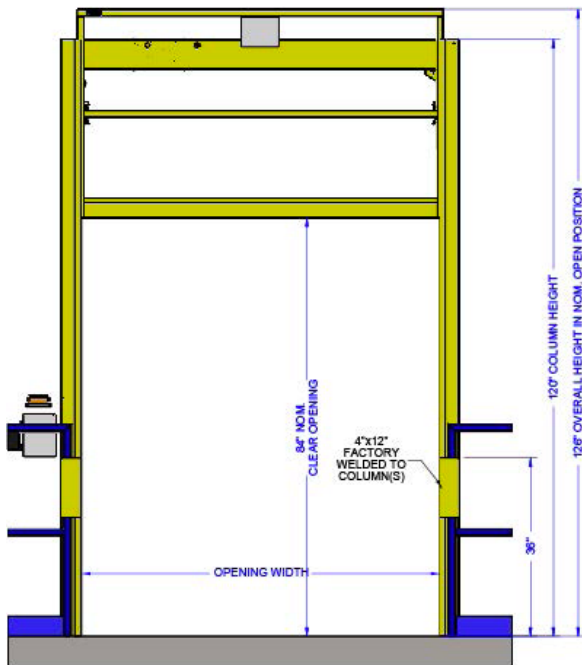 84" NOM.
CLEAR OPENING
4"x12"
FACTORY
WELDED TO
COLUMN(S)
OPENING WIDTH
36"
120" COLUMN HEIGHT
126" OVERALL HEIGHT IN NOM. OPEN POSITION